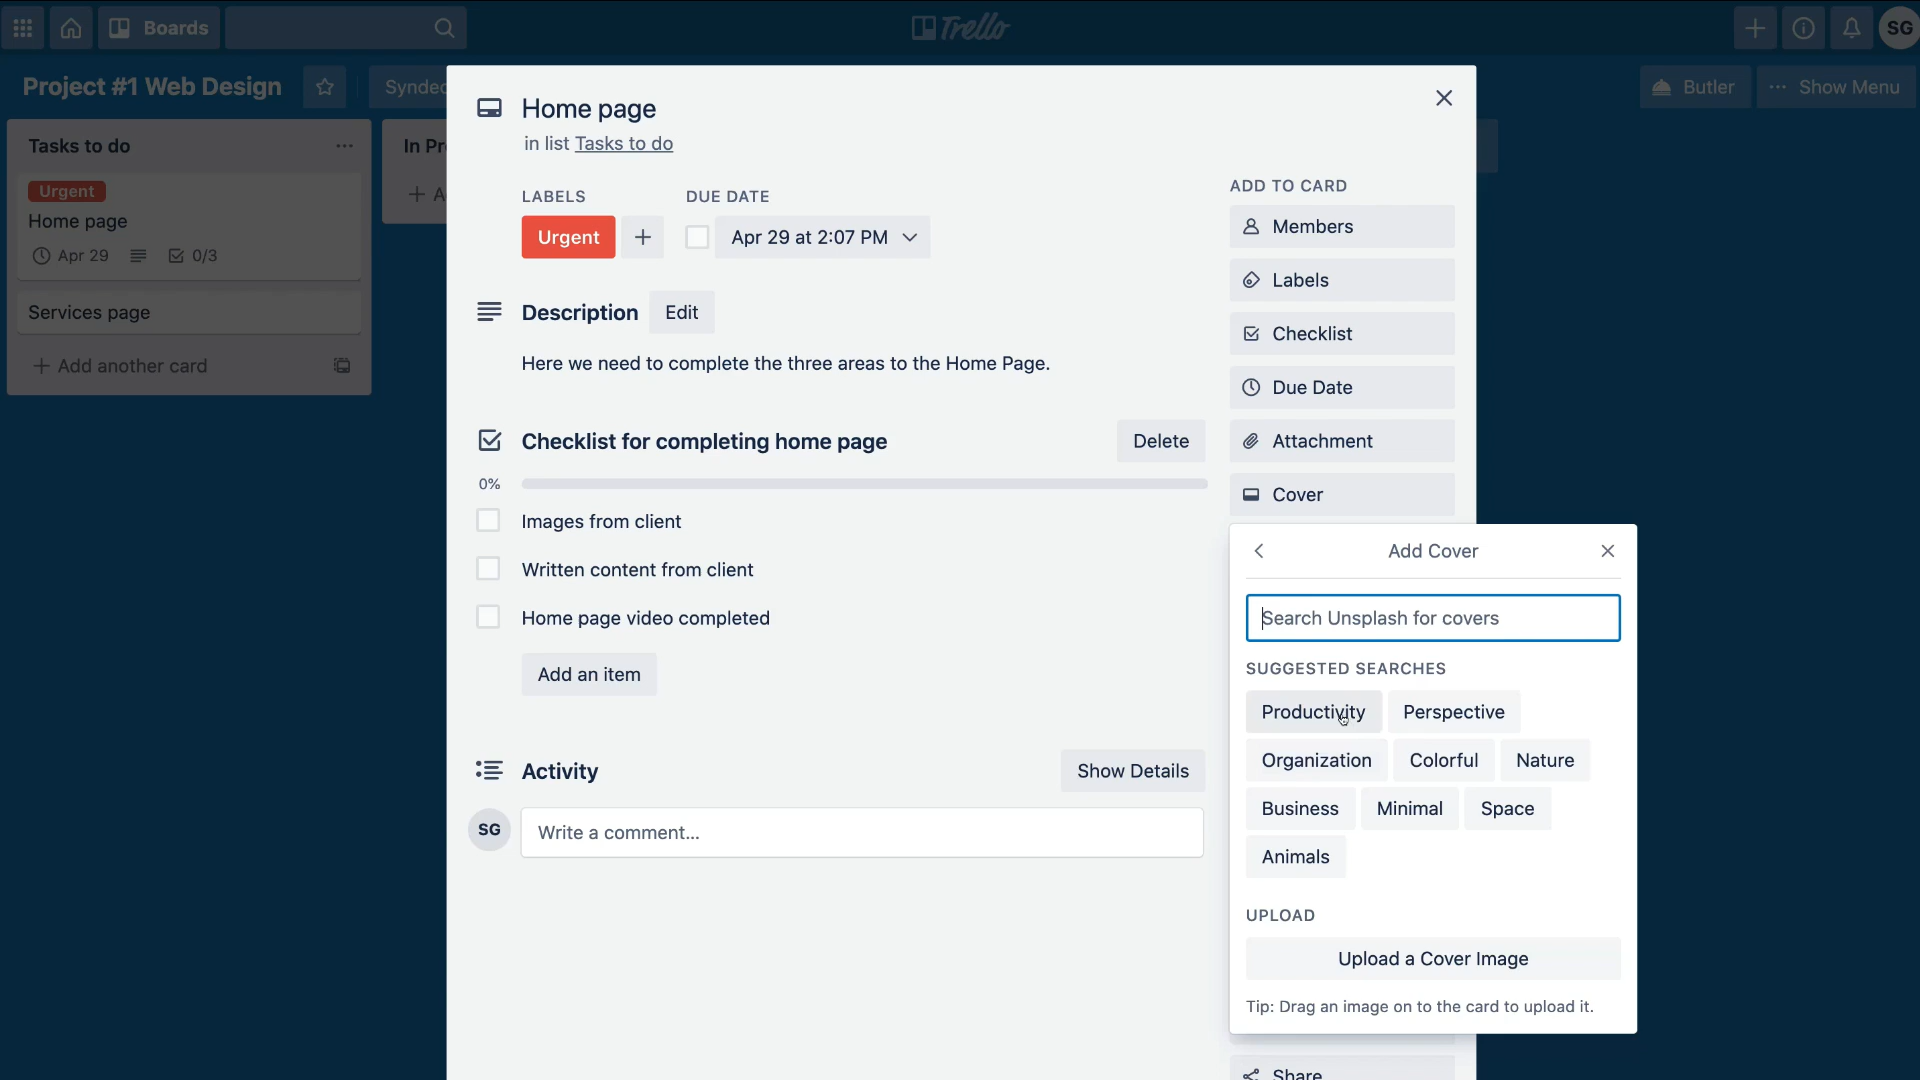 Boards
Trello
SG
Project #1 Web Design
Butler
Show Menu
Tasks to do
Urgent
Home page
Apr 29
0/3
Services page
Add another card
Home page
in list Tasks to do
LABELS
DUE DATE
Urgent
Apr 29 at 2:07 PM
Description
Edit
Here we need to complete the three areas to the Home Page.
Checklist for completing home page
Delete
0%
Images from client
Written content from client
Home page video completed
Add an item
Activity
Show Details
SG
Write a comment...
ADD TO CARD
Members
Labels
Checklist
Due Date
Attachment
Cover
Add Cover
Search Unsplash for covers
SUGGESTED SEARCHES
Productivity
Perspective
Organization
Colorful
Nature
Business
Minimal
Space
Animals
UPLOAD
Upload a Cover Image
Tip: Drag an image on to the card to upload it.
Share